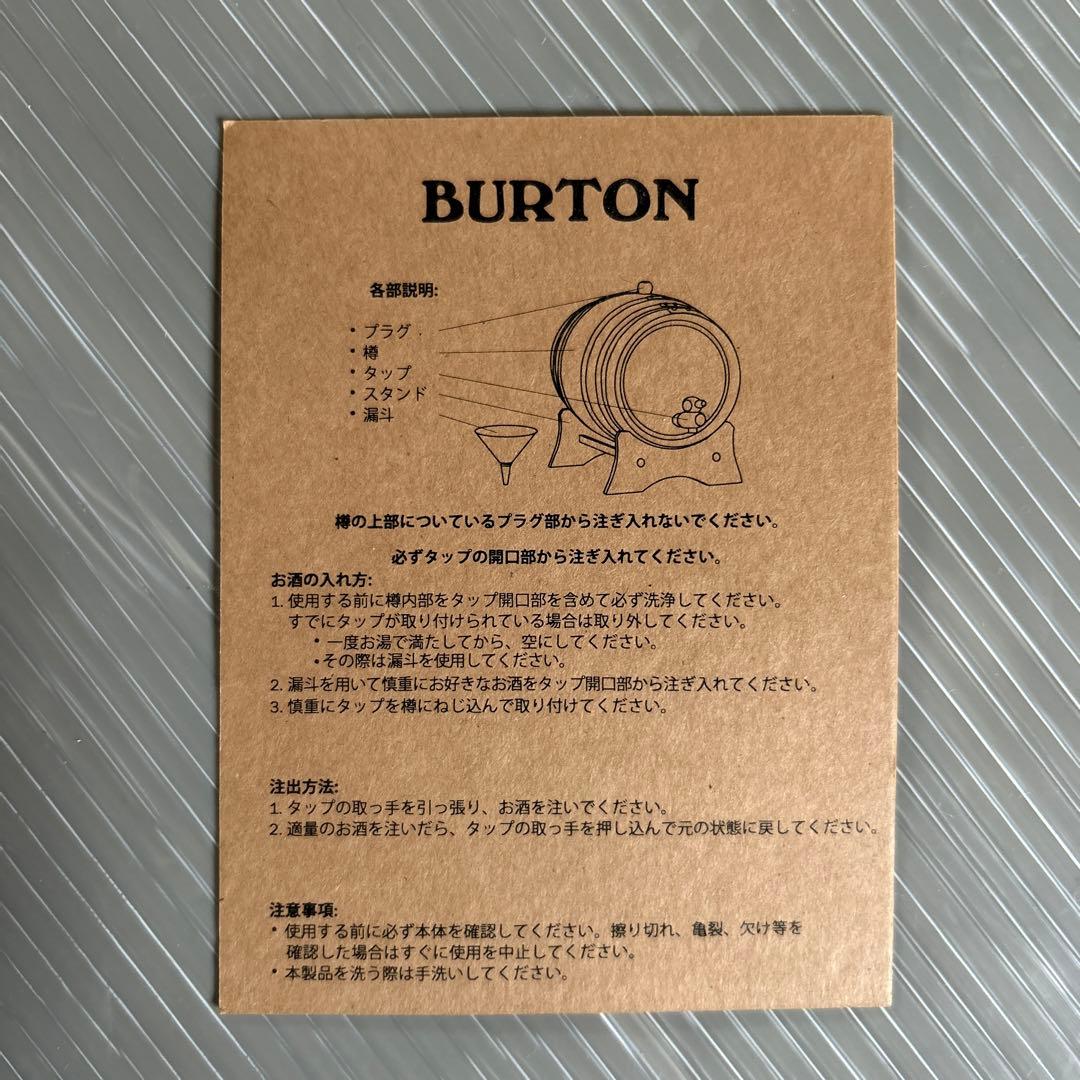 BURTON
各部説明:
• プラグ
• 樽
• タップ
• スタンド
• 漏斗
樽の上部についているプラグ部から注ぎ入れないでください。
必ずタップの開口部から注ぎ入れてください。
お酒の入れ方:
1. 使用する前に樽内部をタップ開口部を含めて必ず洗浄してください。
すでにタップが取り付けられている場合は取り外してください。
• 一度お湯で満たしてから、空にしてください。
•その際は漏斗を使用してください。
2. 漏斗を用いて慎重にお好きなお酒をタップ開口部から注ぎ入れてください。
3. 慎重にタップを樽にねじ込んで取り付けてください。
注出方法:
1. タップの取っ手を引っ張り、お酒を注いでください。
2. 適量のお酒を注いだら、タップの取っ手を押し込んで元の状態に戻してください。
注意事項:
• 使用する前に必ず本体を確認してください。擦り切れ、亀裂、欠け等を
確認した場合はすぐに使用を中止してください。
• 本製品を洗う際は手洗いしてください。